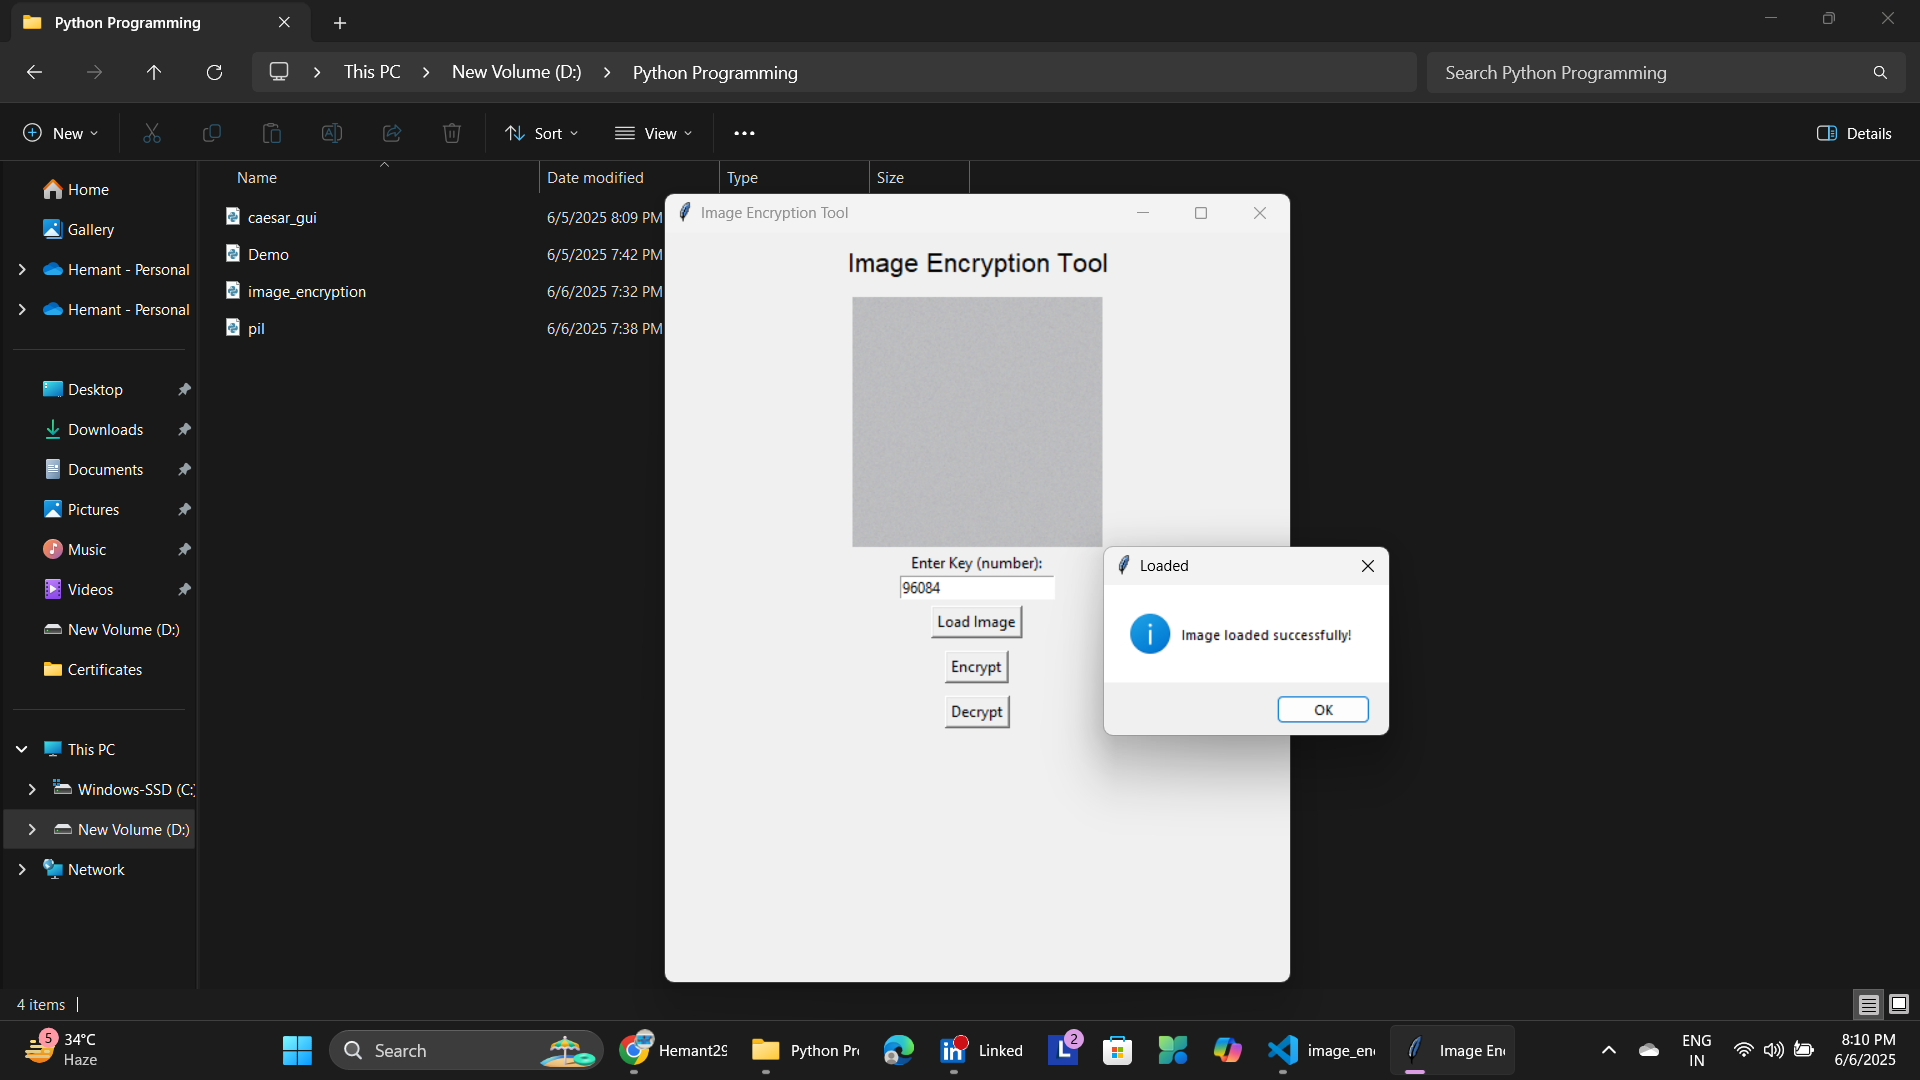 Python Programming
This PC
New Volume (D:)
Python Programming
Search Python Programming
New
Sort
View
Details
Home
Gallery
Hemant - Personal
Hemant - Personal
Desktop
Downloads
Documents
Pictures
Music
Videos
New Volume (D:)
Certificates
This PC
Windows-SSD (C:)
New Volume (D:)
Network
Name Date modified Type Size
caesar_gui 6/5/2025 8:09 PM
Demo 6/5/2025 7:42 PM
image_encryption 6/6/2025 7:32 PM
pil 6/6/2025 7:38 PM
Image Encryption Tool
Image Encryption Tool
Enter Key (number):
96084
Load Image
Encrypt
Decrypt
Loaded
Image loaded successfully!
OK
4 items
5
34°C
Haze
Search
Hemant29
Python Pr
Linked
L 2
image_en
Image En
ENG
IN
8:10 PM
6/6/2025